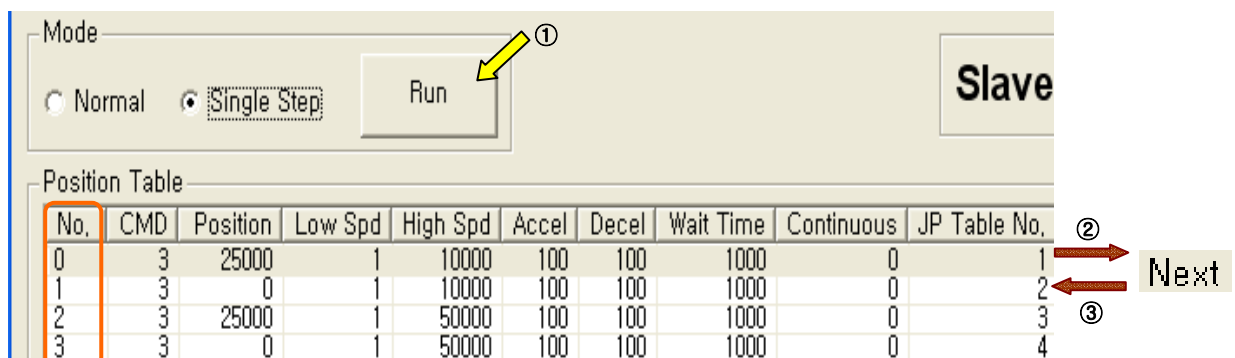 Mode
①
Normal Single Step Run
Slave
Position Table
No, CMD Position Low Spd High Spd Accel Decel Wait Time Continuous JP Table No,
②
0 3 25000 1 10000 100 100 1000 0 1
Next
1 3 0 1 10000 100 100 1000 0 2
③
2 3 25000 1 50000 100 100 1000 0 3
3 3 0 1 50000 100 100 1000 0 4